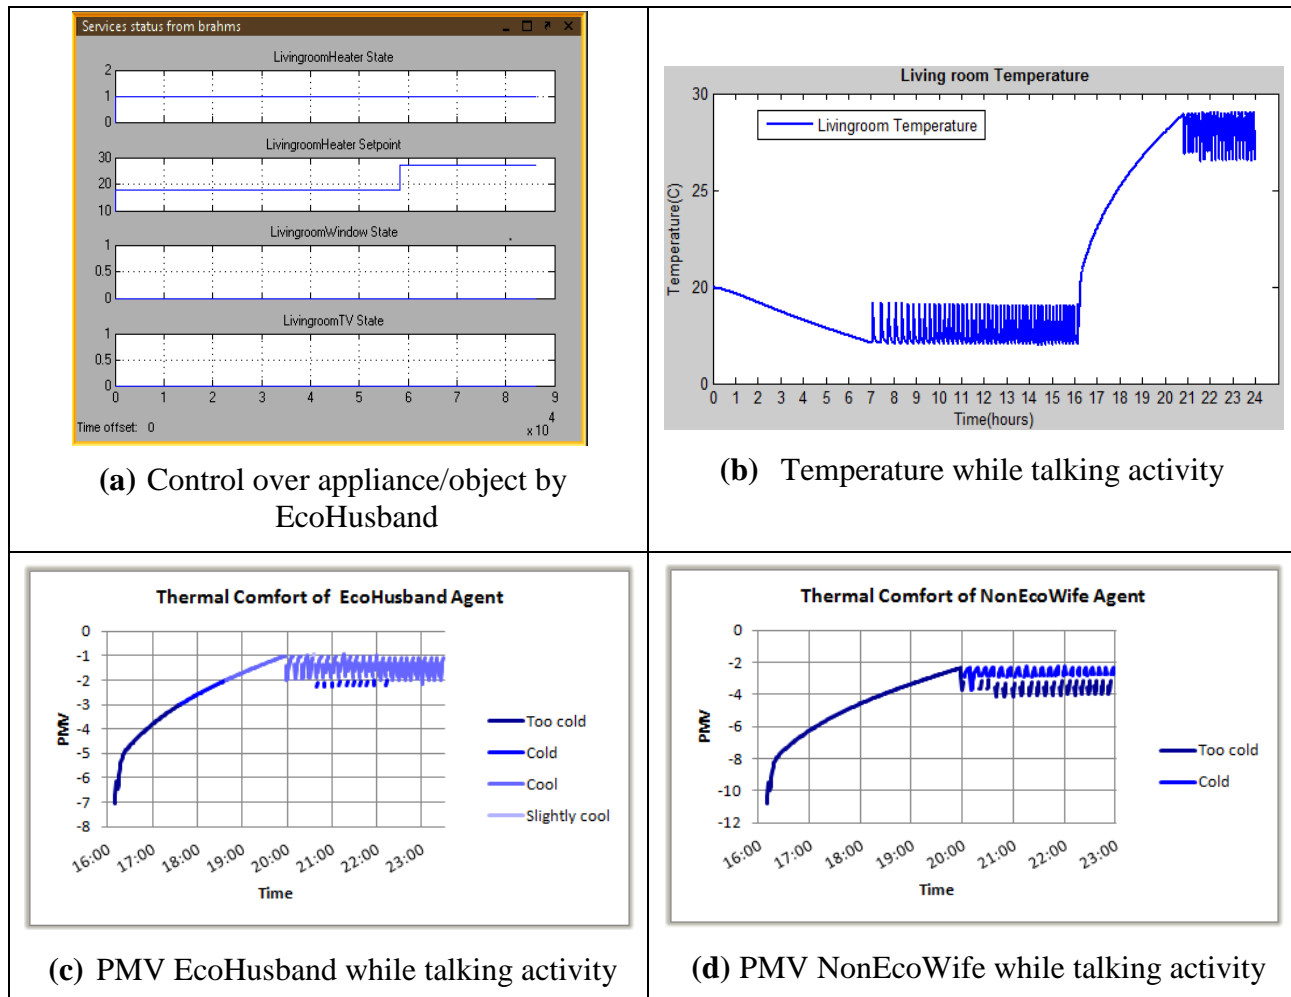 Services status from brahms
LivingroomHeater State
2
1
0
LivingroomHeater Setpoint
30
20
10
LivingroomWindow State
1
0.5
0
LivingroomTV State
1
0.5
0
0 1 2 3 4 5 6 7 8 9
4
x 10
Time offset: 0
(a) Control over appliance/object by
EcoHusband
Living room Temperature
30
25
20
0
Temperature(C)
Livingroom Temperature
0 1 2 3 4 5 6 7 8 9 10 11 12 13 14 15 16 17 18 19 20 21 22 23 24
Time(hours)
(b) Temperature while talking activity
Thermal Comfort of EcoHusband Agent
0
-1
-2
-3
-4
-5
-6
-7
-8
PMV
16:00 17:00 18:00 19:00 20:00 21:00 22:00 23:00
Time
Too cold
Cold
Cool
Slightly cool
(c) PMV EcoHusband while talking activity
Thermal Comfort of NonEcoWife Agent
0
-2
-4
-6
-8
-10
-12
PMV
16:00 17:00 18:00 19:00 20:00 21:00 22:00 23:00
Time
Too cold
Cold
(d) PMV NonEcoWife while talking activity